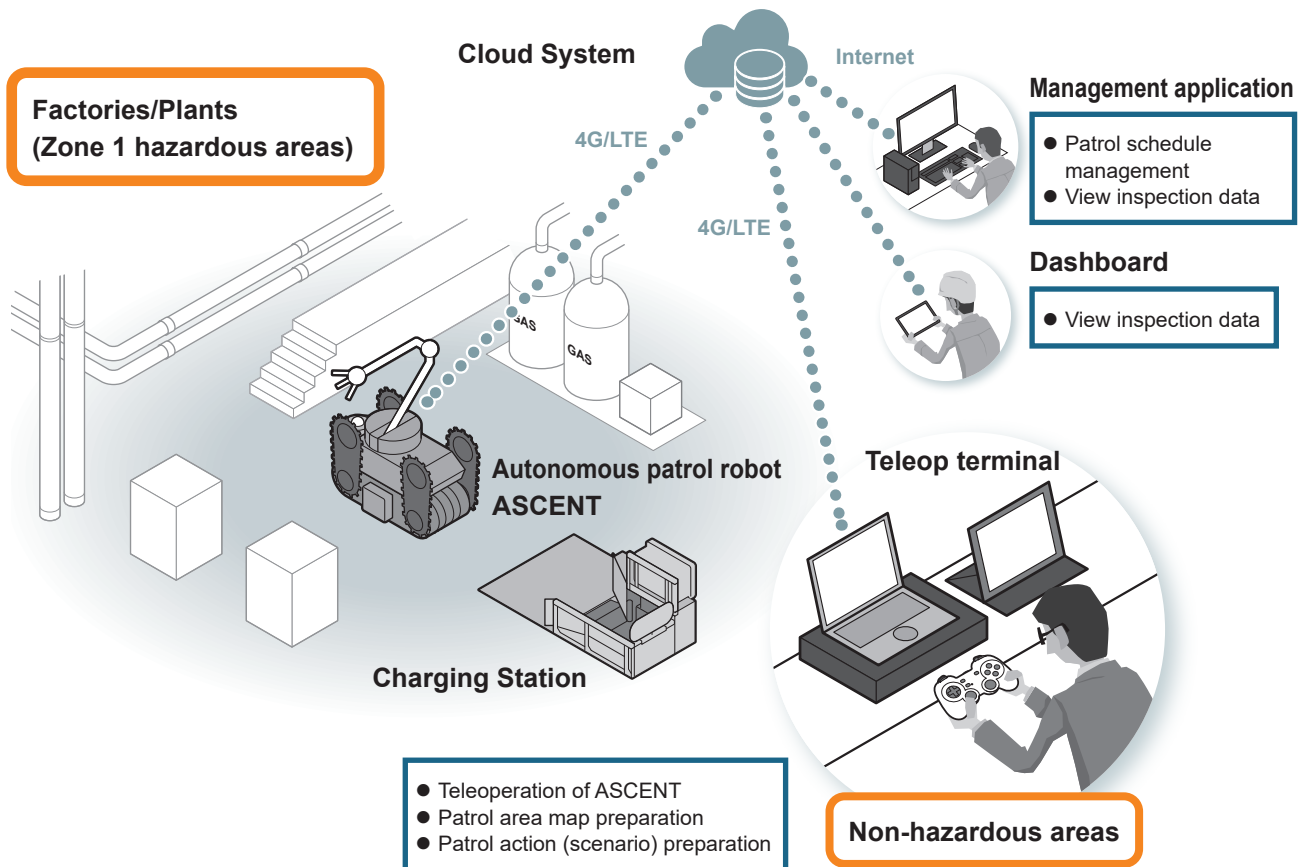 Cloud System
Internet
Factories/Plants
(Zone 1 hazardous areas)
4G/LTE
4G/LTE
Management application
● Patrol schedule
management
● View inspection data
Dashboard
● View inspection data
GAS
GAS
Autonomous patrol robot
ASCENT
Teleop terminal
Charging Station
● Teleoperation of ASCENT
● Patrol area map preparation
● Patrol action (scenario) preparation
Non-hazardous areas